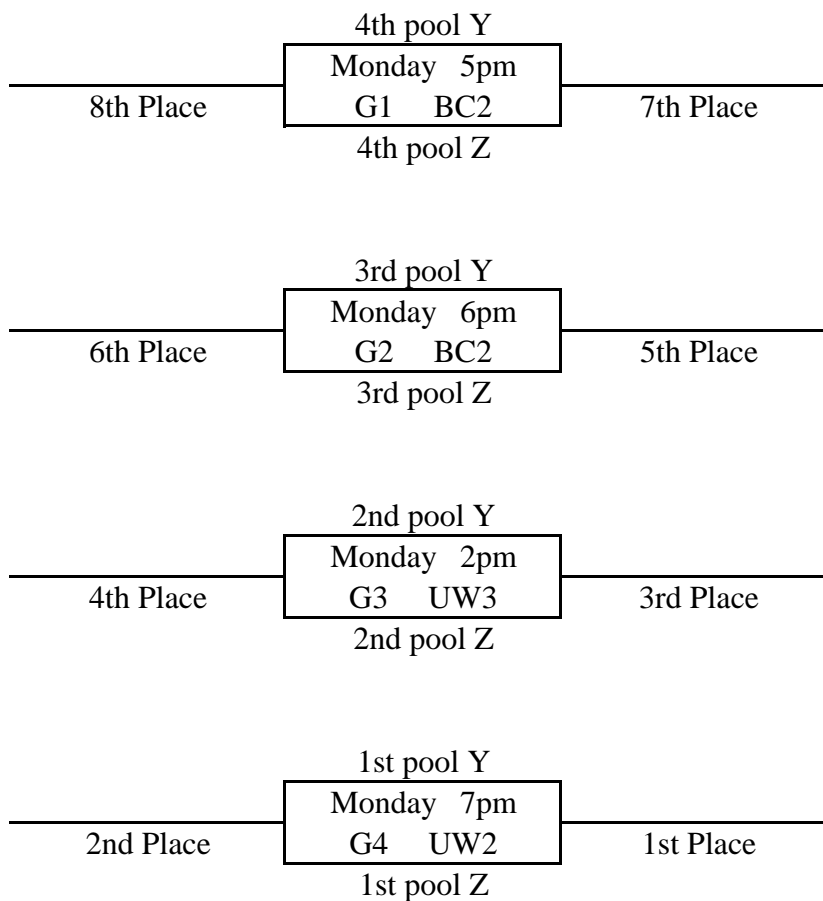 4th pool Y
Monday 5pm
8th Place G1 BC2 7th Place
4th pool Z
3rd pool Y
Monday 6pm
6th Place G2 BC2 5th Place
3rd pool Z
2nd pool Y
Monday 2pm
4th Place G3 UW3 3rd Place
2nd pool Z
1st pool Y
Monday 7pm
2nd Place G4 UW2 1st Place
1st pool Z